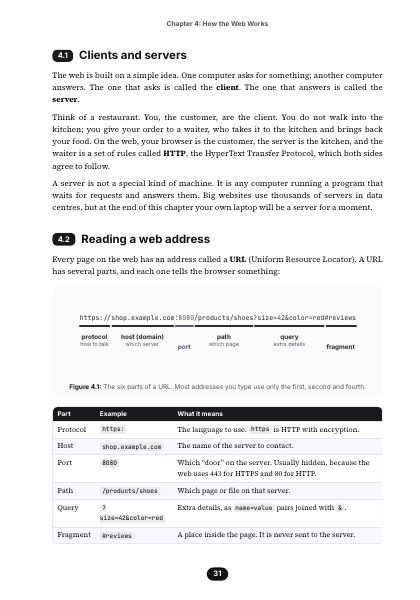 Chapter 4: How the Web Works
4.1 Clients and servers
The web is built on a simple idea. One computer asks for something; another computer
answers. The one that asks is called the client. The one that answers is called the
server.
Think of a restaurant. You, the customer, are the client. You do not walk into the
kitchen; you give your order to a waiter, who takes it to the kitchen and brings back
your food. On the web, your browser is the customer, the server is the kitchen, and the
waiter is a set of rules called HTTP, the HyperText Transfer Protocol, which both sides
agree to follow.
A server is not a special kind of machine. It is any computer running a program that
waits for requests and answers them. Big websites use thousands of servers in data
centres, but at the end of this chapter your own laptop will be a server for a moment.
4.2 Reading a web address
Every page on the web has an address called a URL (Uniform Resource Locator). A URL
has several parts, and each one tells the browser something:
https://shop.example.com:8080/products/shoes?size=42&color=red#reviews
protocol host (domain) port path query fragment
how to talk which server which page extra details
Figure 4.1: The six parts of a URL. Most addresses you type use only the first, second and fourth.
Part Example What it means
Protocol https: The language to use. https is HTTP with encryption.
Host shop.example.com The name of the server to contact.
Port 8080 Which “door” on the server. Usually hidden, because the
web uses 443 for HTTPS and 80 for HTTP.
Path /products/shoes Which page or file on that server.
Query ? Extra details, as name=value pairs joined with & .
size=42&color=red
Fragment #reviews A place inside the page. It is never sent to the server.
31